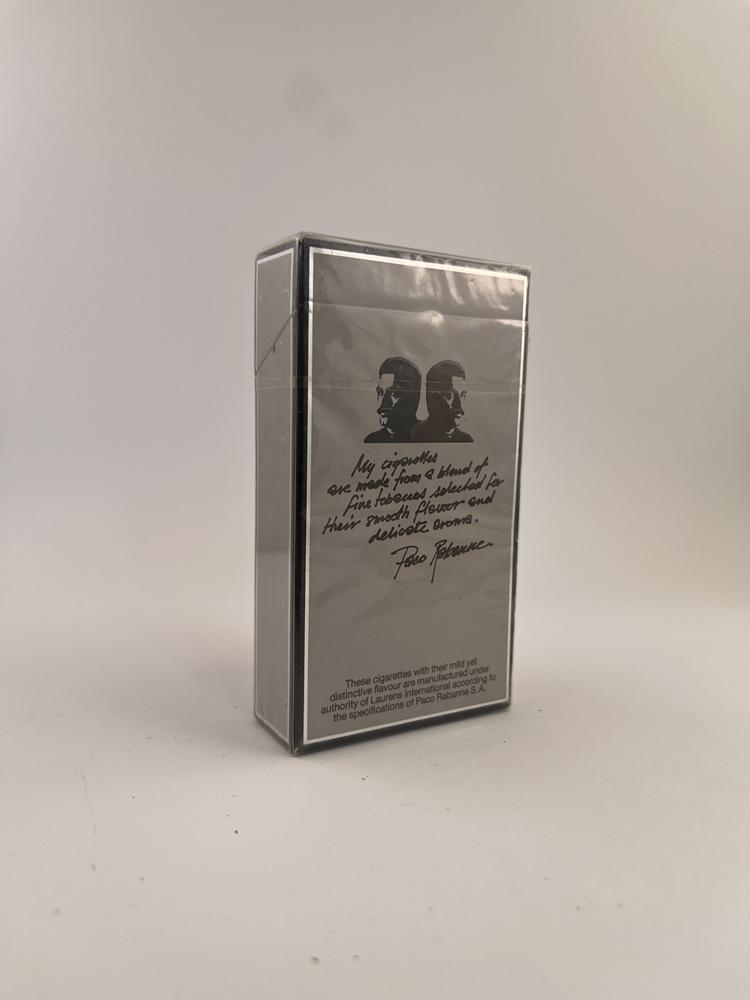 My cigarettes
are made from a blend of
fine tobaccos selected for
their smooth flavour and
delicate aroma.
Paco Rabanne
These cigarettes with their mild yet
distinctive flavour are manufactured under
authority of Laurens International according to
the specifications of Paco Rabanne S.A.